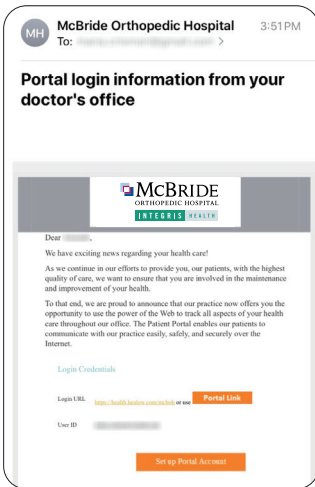 MH
McBride Orthopedic Hospital
3:51 PM
To:
Portal login information from your
doctor's office
MCBRIDE
ORTHOPEDIC HOSPITAL
INTEGRIS HEALTH
Dear ,
We have exciting news regarding your health care!
As we continue in our efforts to provide you, our patients, with the highest
quality of care, we want to ensure that you are involved in the maintenance
and improvement of your health.
To that end, we are proud to announce that our practice now offers you the
opportunity to use the power of the Web to track all aspects of your health
care throughout our office. The Patient Portal enables our patients to
communicate with our practice easily, safely, and securely over the
Internet.
Login Credentials
Login URL or use Portal Link
User ID
Set up Portal Account